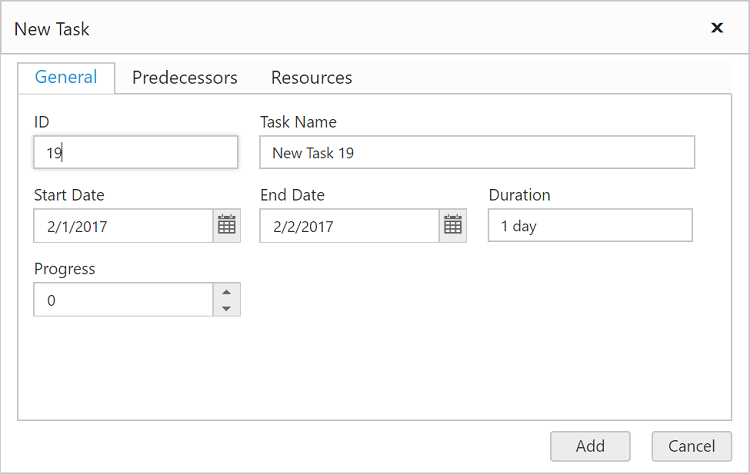 New Task
General Predecessors Resources
ID Task Name
19 New Task 19
Start Date End Date Duration
2/1/2017 2/2/2017 1 day
Progress
0
Add Cancel